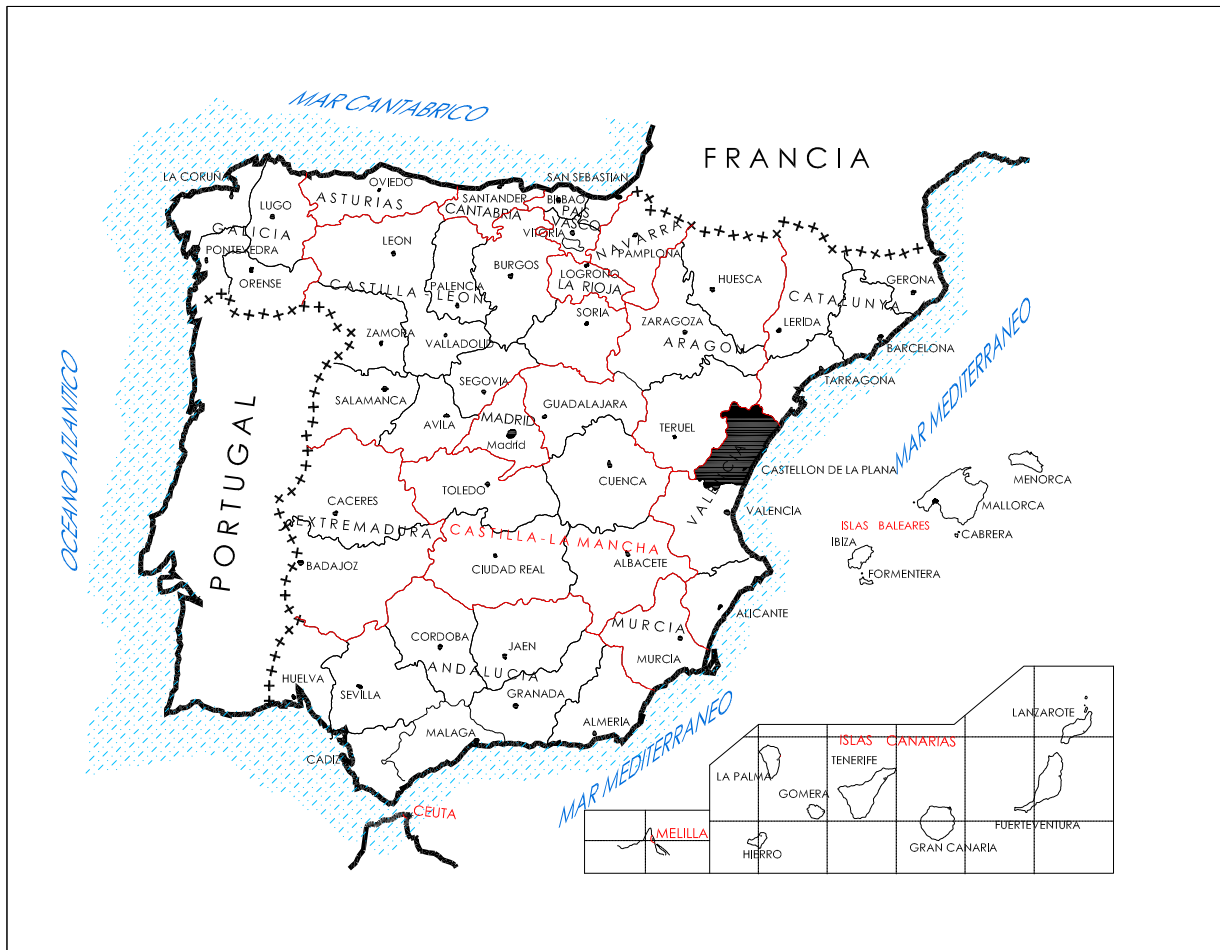 MAR CANTABRICO
FRANCIA
LA CORUÑA
OVIEDO
SAN SEBASTIAN
ASTURIAS
SANTANDER
BILBAO
LUGO
CANTABRIA
PAIS
VASCO
GALICIA
VITORIA
NAVARRA
LEON
PONTEVEDRA
PAMPLONA
BURGOS
LOGROÑO
ORENSE
CASTILLA LEON
PALENCIA
LA RIOJA
HUESCA
GERONA
CATALUNYA
SORIA
ZARAGOZA
LERIDA
ZAMORA
VALLADOLID
ARAGON
BARCELONA
SEGOVIA
TARRAGONA
SALAMANCA
GUADALAJARA
AVILA
MADRID
Madrid
TERUEL
MAR MEDITERRANEO
OCEANO ATLANTICO
PORTUGAL
CASTELLON DE LA PLANA
TOLEDO
CUENCA
VALENCIA
MENORCA
CACERES
MALLORCA
VALENCIA
EXTREMADURA
CASTILLA-LA MANCHA
ISLAS BALEARES
CABRERA
IBIZA
BADAJOZ
CIUDAD REAL
ALBACETE
FORMENTERA
ALICANTE
MURCIA
CORDOBA
JAEN
MURCÍA
ANDALUCIA
HUELVA
SEVILLA
GRANADA
ALMERÍA
MALAGA
CADIZ
MAR MEDITERRANEO
LANZAROTE
ISLAS CANARIAS
TENERIFE
LA PALMA
GOMERA
CEUTA
MELILLA
FUERTEVENTURA
HIERRO
GRAN CANARIA